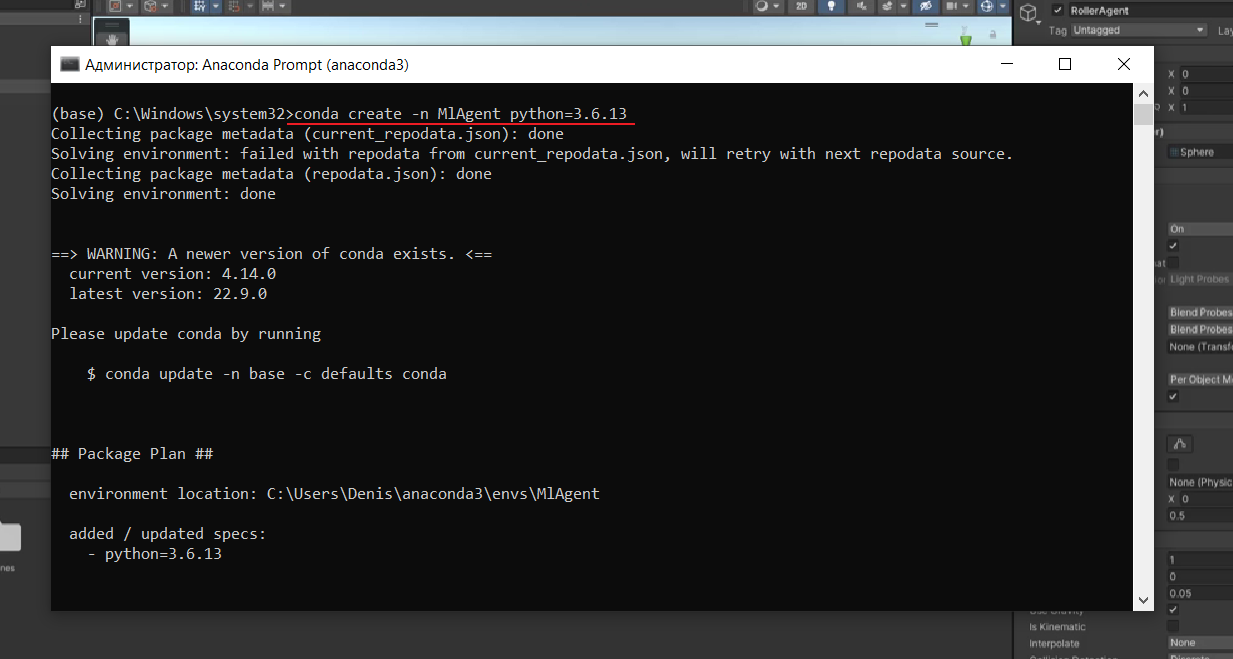 2D
RollerAgent
Tag Untagged
Администратор: Anaconda Prompt (anaconda3)
(base) C:\Windows\system32>conda create -n MlAgent python=3.6.13
Collecting package metadata (current_repodata.json): done
Solving environment: failed with repodata from current_repodata.json, will retry with next repodata source.
Collecting package metadata (repodata.json): done
Solving environment: done
==> WARNING: A newer version of conda exists. <==
current version: 4.14.0
latest version: 22.9.0
Please update conda by running
$ conda update -n base -c defaults conda
## Package Plan ##
environment location: C:\Users\Denis\anaconda3\envs\MlAgent
added / updated specs:
- python=3.6.13
X 0
X 0
X 1
Sphere
On
Light Probes
Blend Probes
Blend Probes
None (Transf
Per Object M
None (Physic
X 0
0.5
1
0
0.05
Use Gravity
Is Kinematic
Interpolate None
Collision Detection Discrete